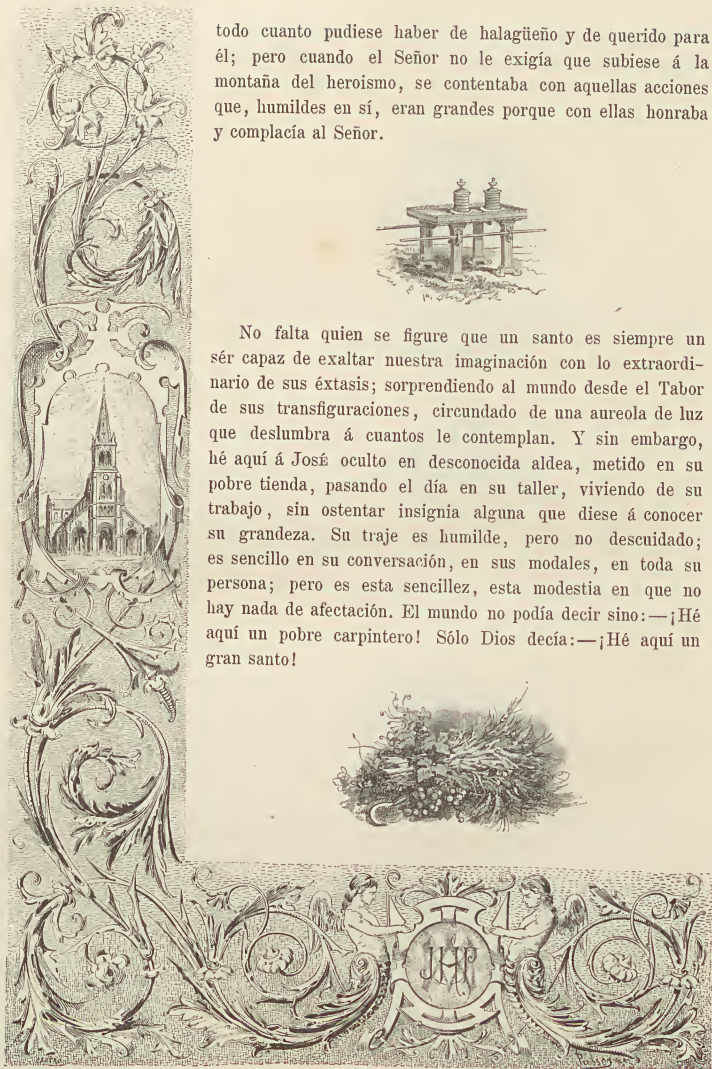 todo cuanto pudiese haber de halagüeño y de querido para
él; pero cuando el Señor no le exigía que subiese á la
montaña del heroismo, se contentaba con aquellas acciones
que, humildes en sí, eran grandes porque con ellas honraba
y complacía al Señor.
No falta quien se figure que un santo es siempre un
sér capaz de exaltar nuestra imaginación con lo extraordi-
nario de sus éxtasis; sorprendiendo al mundo desde el Tabor
de sus transfiguraciones, circundado de una aureola de luz
que deslumbra á cuantos le contemplan. Y sin embargo,
hé aquí á JOSÉ oculto en desconocida aldea, metido en su
pobre tienda, pasando el día en su taller, viviendo de su
trabajo, sin ostentar insignia alguna que diese á conocer
su grandeza. Su traje es humilde, pero no descuidado;
es sencillo en su conversación, en sus modales, en toda su
persona; pero es esta sencillez, esta modestia en que no
hay nada de afectación. El mundo no podía decir sino:—¡Hé
aquí un pobre carpintero! Sólo Dios decía:—¡Hé aquí un
gran santo!